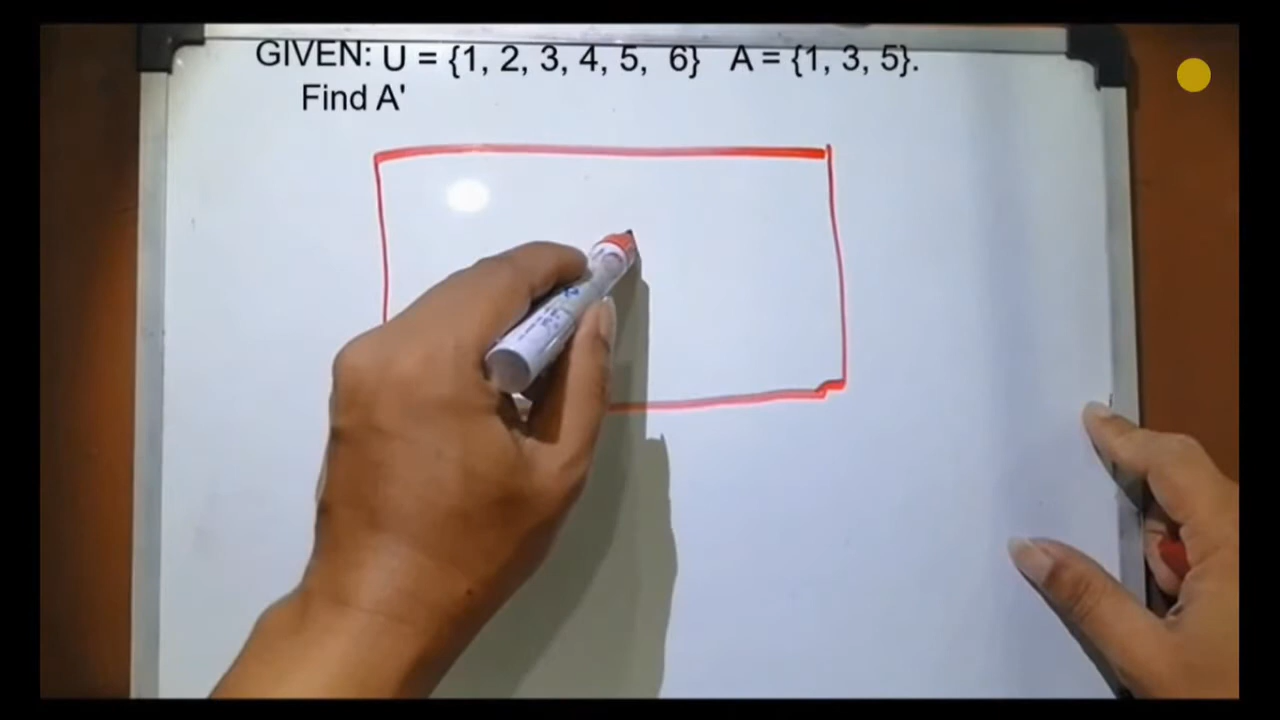 GIVEN: U = {1, 2, 3, 4, 5, 6} A = {1, 3, 5}.
Find A'